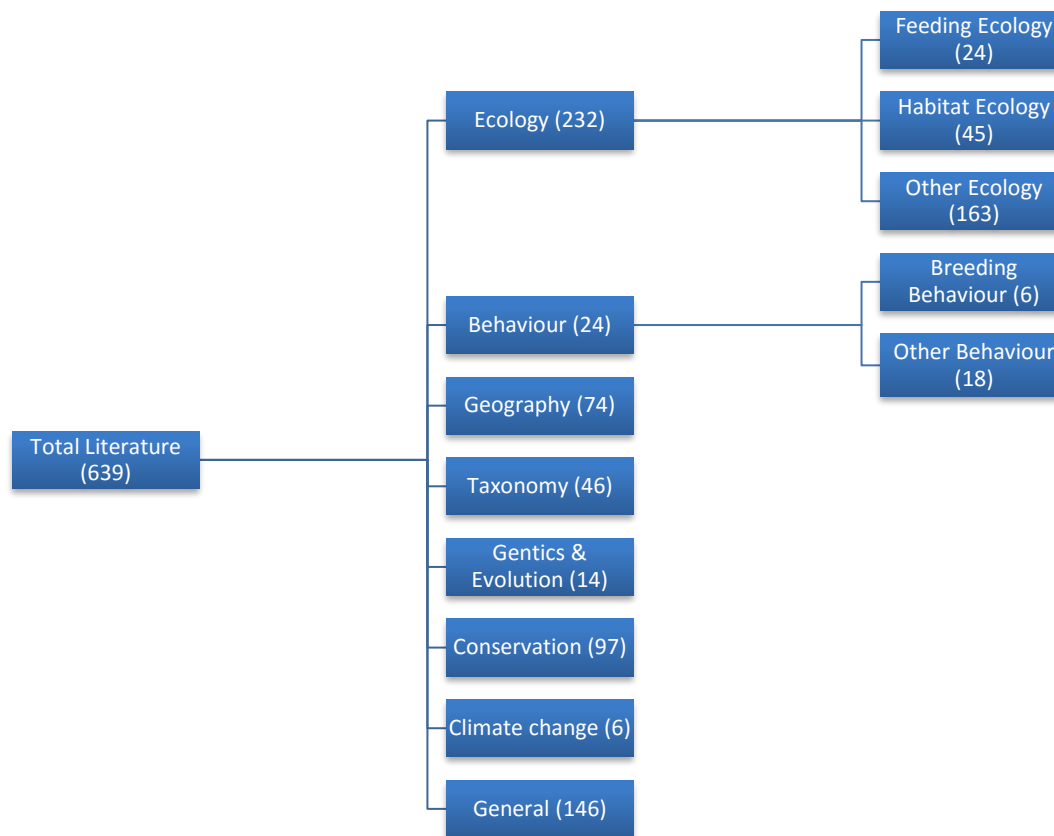 Total Literature
(639)
Ecology (232)
Feeding Ecology
(24)
Habitat Ecology
(45)
Other Ecology
(163)
Behaviour (24)
Breeding
Behaviour (6)
Other Behaviour
(18)
Geography (74)
Taxonomy (46)
Gentics &
Evolution (14)
Conservation (97)
Climate change (6)
General (146)